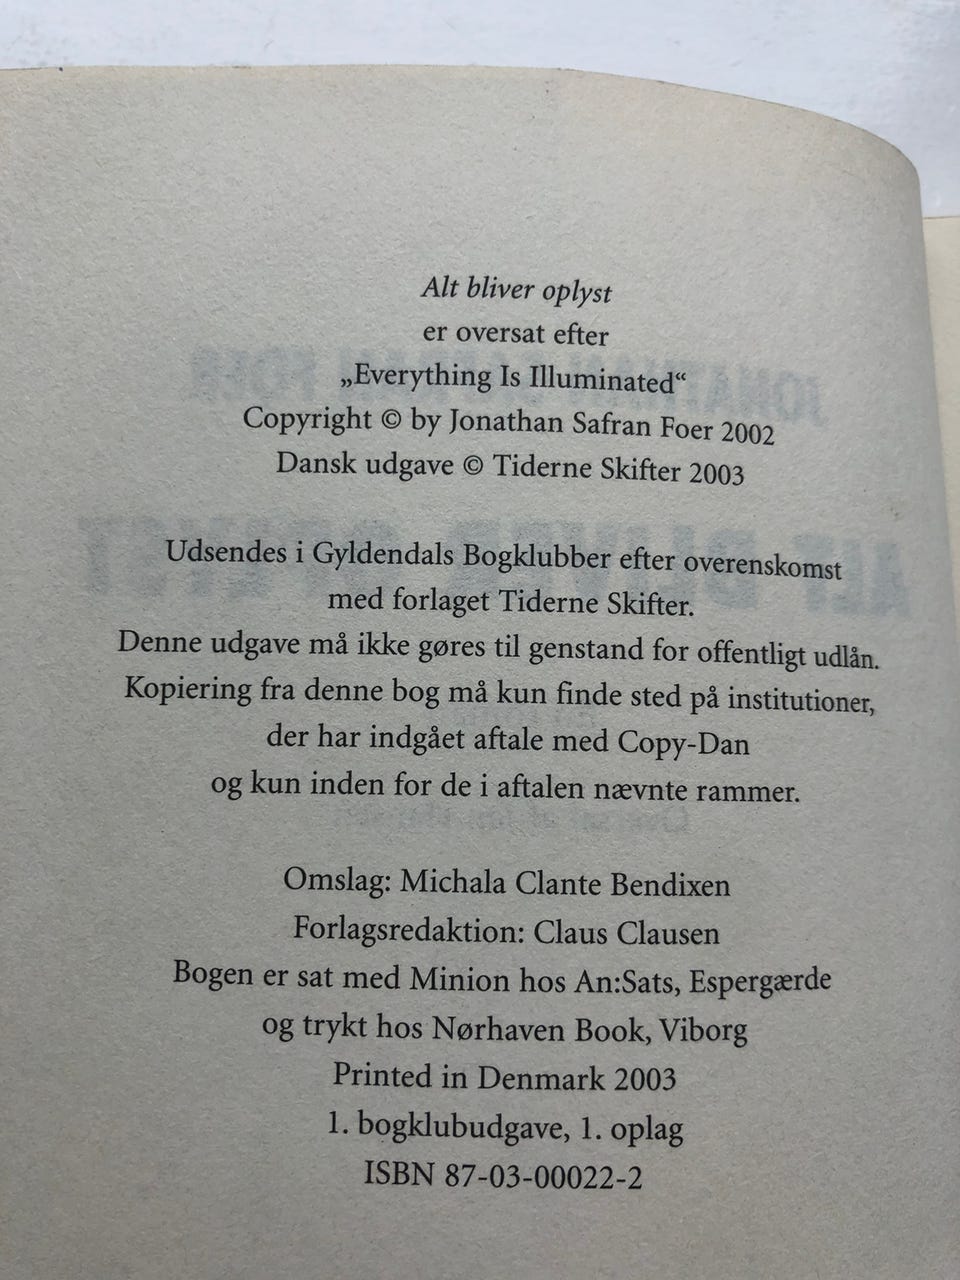 Alt bliver oplyst
er oversat efter
„Everything Is Illuminated“
Copyright © by Jonathan Safran Foer 2002
Dansk udgave © Tiderne Skifter 2003
Udsendes i Gyldendals Bogklubber efter overenskomst
med forlaget Tiderne Skifter.
Denne udgave må ikke gøres til genstand for offentligt udlån.
Kopiering fra denne bog må kun finde sted på institutioner,
der har indgået aftale med Copy-Dan
og kun inden for de i aftalen nævnte rammer.
Omslag: Michala Clante Bendixen
Forlagsredaktion: Claus Clausen
Bogen er sat med Minion hos An:Sats, Espergærde
og trykt hos Nørhaven Book, Viborg
Printed in Denmark 2003
1. bogklubudgave, 1. oplag
ISBN 87-03-00022-2